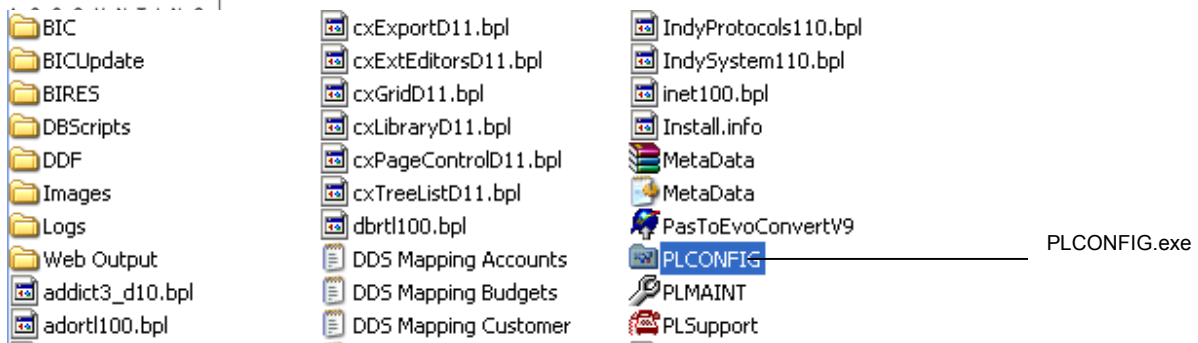 BIC
BICUpdate
BIRES
DBScripts
DDF
Images
Logs
Web Output
addict3_d10.bpl
adortl100.bpl
cxExportD11.bpl
cxExtEditorsD11.bpl
cxGridD11.bpl
cxLibraryD11.bpl
cxPageControlD11.bpl
cxTreeListD11.bpl
dbrtl100.bpl
DDS Mapping Accounts
DDS Mapping Budgets
DDS Mapping Customer
IndyProtocols110.bpl
IndySystem110.bpl
inet100.bpl
Install.info
MetaData
MetaData
PasToEvoConvertV9
PLCONFIG
PLMAINT
PLSupport
PLCONFIG.exe